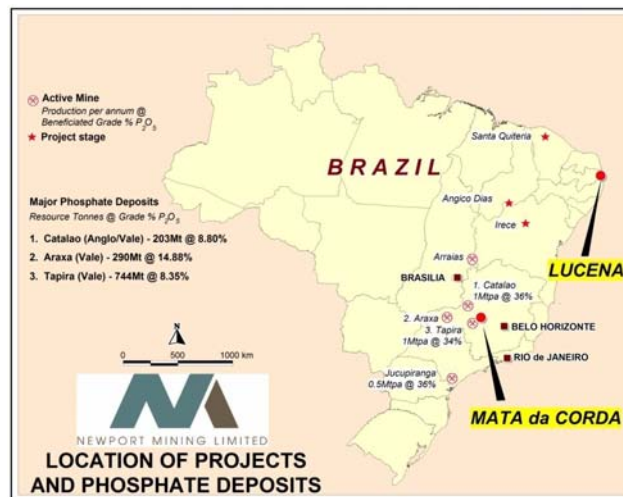 Active Mine
Production per annum @
Beneficiated Grade % P2O5
Project stage
Major Phosphate Deposits
Resource Tonnes @ Grade % P2O5
1. Catalao (Anglo/Vale) - 203Mt @ 8.80%
2. Araxa (Vale) - 290Mt @ 14.88%
3. Tapira (Vale) - 744Mt @ 8.35%
BRAZIL
Santa Quiteria
Angico Dias
Irece
LUCENA
Arraias
BRASILIA
1. Catalao
1Mtpa @ 36%
2. Araxa
3. Tapira
1Mtpa @ 34%
BELO HORIZONTE
RIO de JANEIRO
Jucupiranga
0.5Mtpa @ 36%
MATA da CORDA
N
0 500 1000 km
NEWPORT MINING LIMITED
LOCATION OF PROJECTS
AND PHOSPHATE DEPOSITS